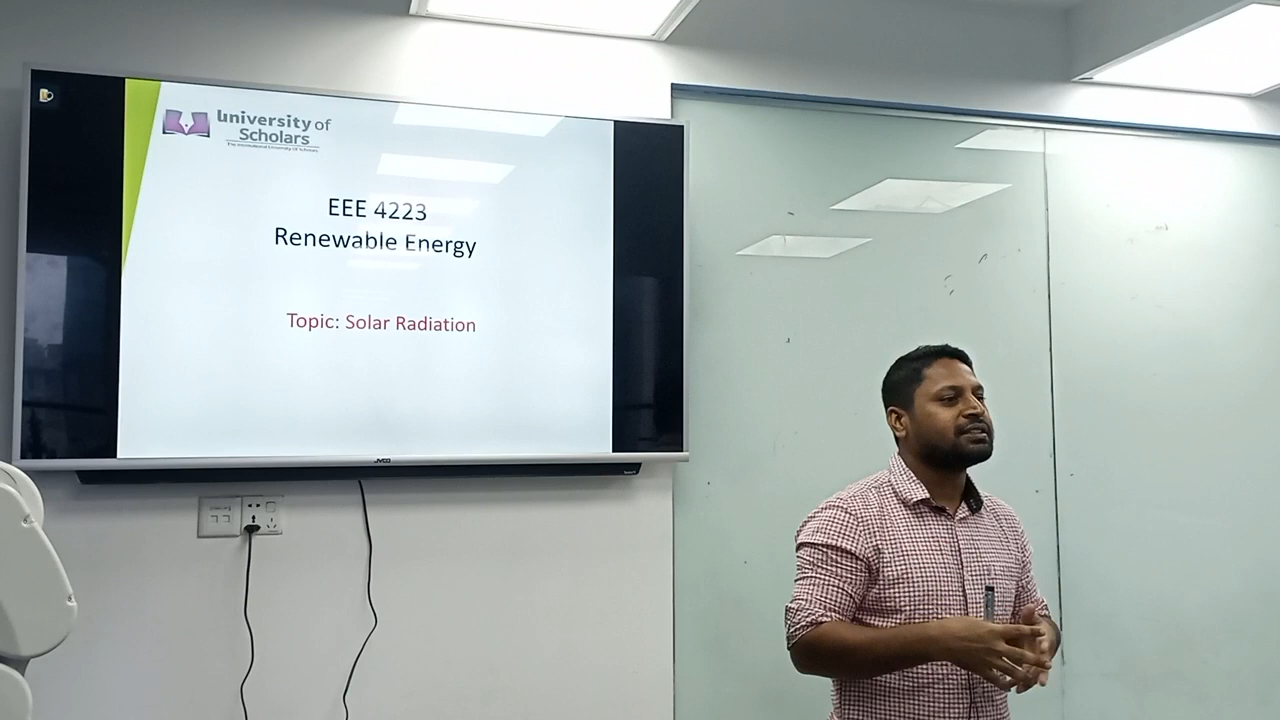 University of
Scholars
EEE 4223
Renewable Energy
Topic: Solar Radiation